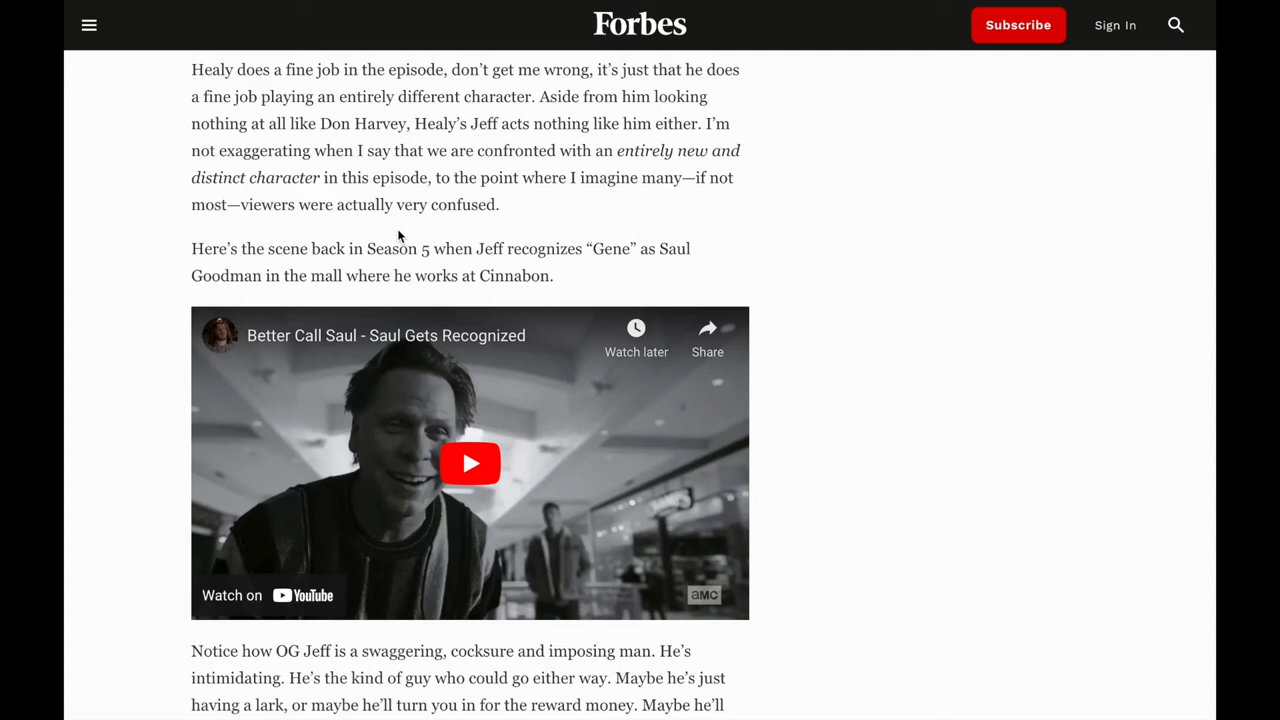 Forbes
Subscribe
Sign In
Healy does a fine job in the episode, don’t get me wrong, it’s just that he does
a fine job playing an entirely different character. Aside from him looking
nothing at all like Don Harvey, Healy’s Jeff acts nothing like him either. I’m
not exaggerating when I say that we are confronted with an entirely new and
distinct character in this episode, to the point where I imagine many—if not
most—viewers were actually very confused.
Here’s the scene back in Season 5 when Jeff recognizes “Gene” as Saul
Goodman in the mall where he works at Cinnabon.
Better Call Saul - Saul Gets Recognized
Watch later
Share
Watch on YouTube
aMC
Notice how OG Jeff is a swaggering, cocksure and imposing man. He’s
intimidating. He’s the kind of guy who could go either way. Maybe he’s just
having a lark, or maybe he’ll turn you in for the reward money. Maybe he’ll